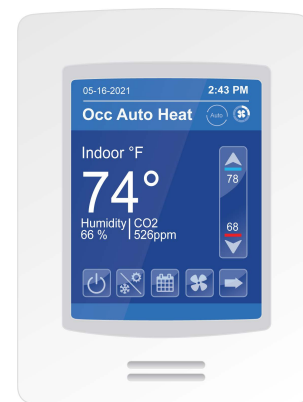 05-16-2021 2:43 PM
Occ Auto Heat Auto
Indoor °F
74°
78
Humidity CO2
66 % 526ppm
68